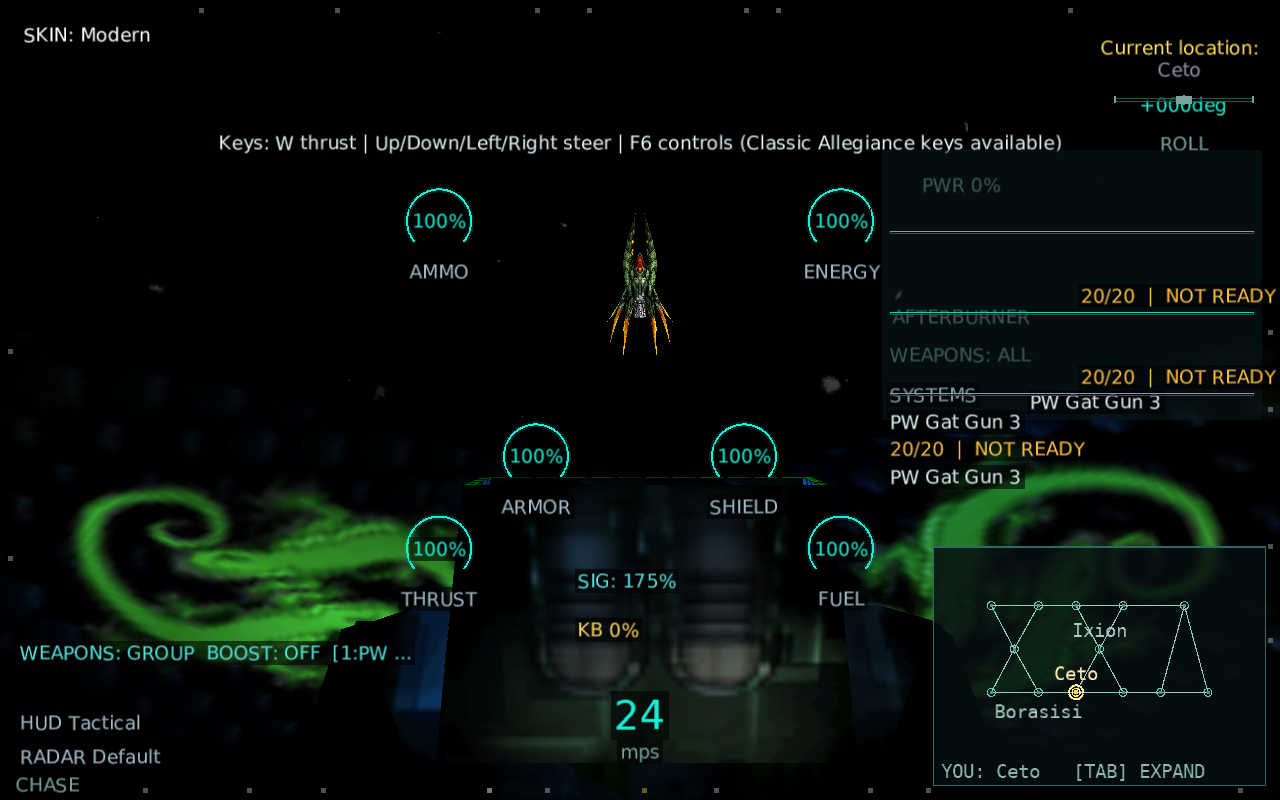 SKIN: Modern
Current location:
Ceto
+000deg
ROLL
Keys: W thrust | Up/Down/Left/Right steer | F6 controls (Classic Allegiance keys available)
PWR 0%
100%
AMMO
100%
ENERGY
20/20 | NOT READY
AFTERBURNER
WEAPONS: ALL
20/20 | NOT READY
SYSTEMS
PW Gat Gun 3
PW Gat Gun 3
20/20 | NOT READY
PW Gat Gun 3
100%
ARMOR
100%
SHIELD
100%
THRUST
100%
FUEL
SIG: 175%
KB 0%
WEAPONS: GROUP BOOST: OFF [1:PW ...
24
mps
HUD Tactical
RADAR Default
CHASE
Ixion
Ceto
Borasisi
YOU: Ceto [TAB] EXPAND